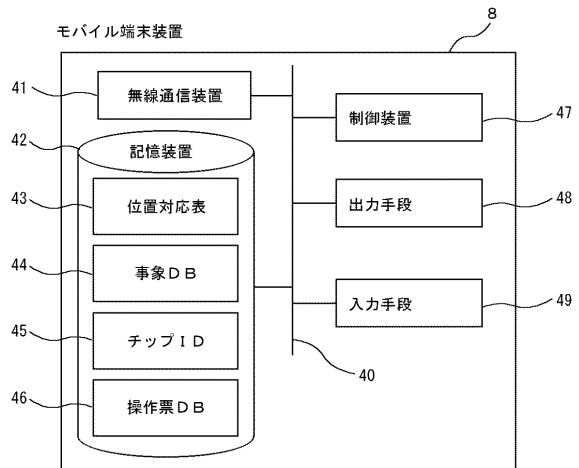 モバイル端末装置
8
41
無線通信装置
42
記憶装置
43
位置対応表
44
事象DB
45
チップID
46
操作票DB
制御装置
47
出力手段
48
入力手段
49
40